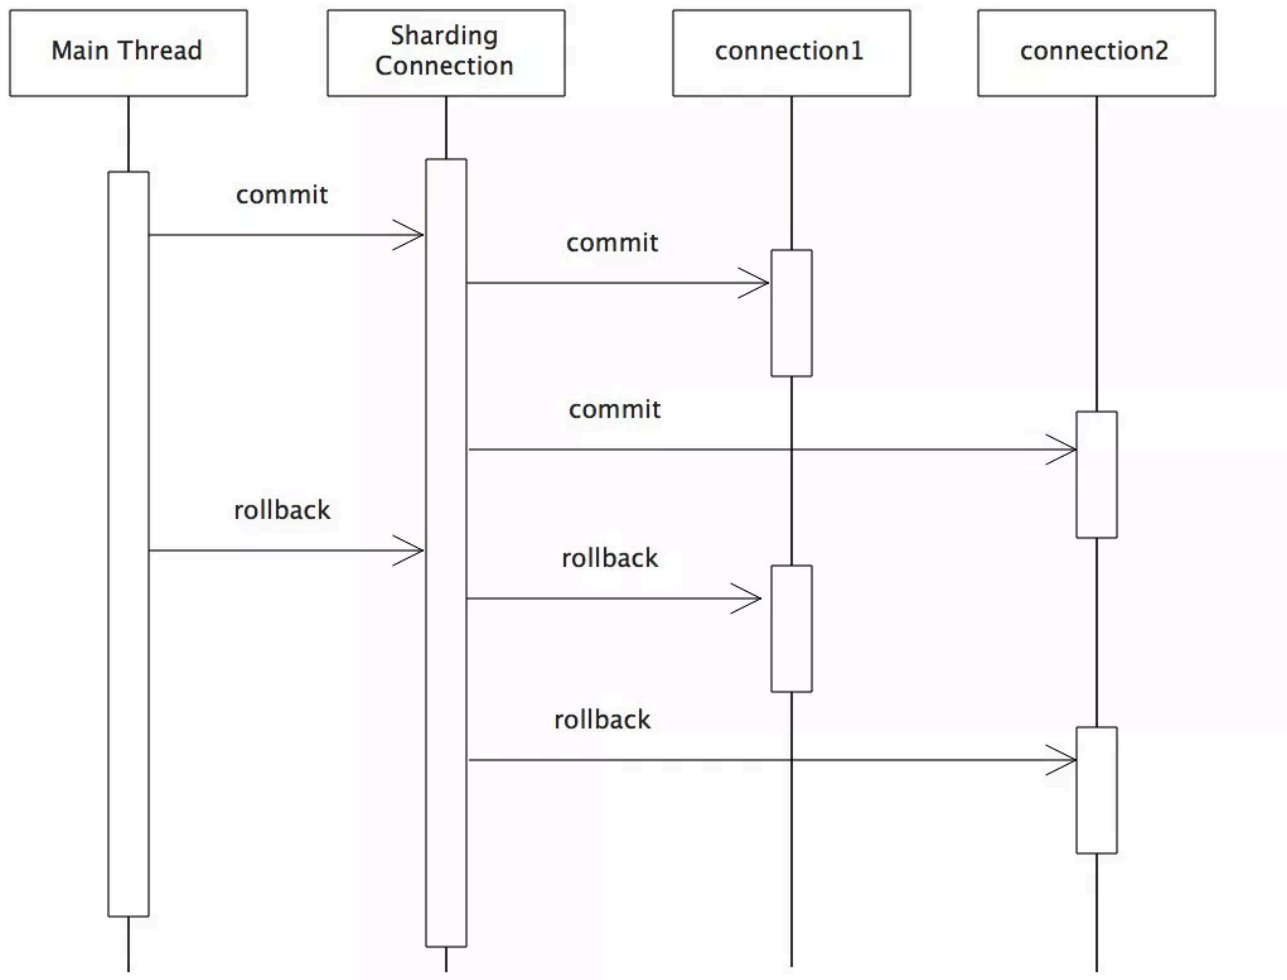 Main Thread
Sharding
Connection
connection1
connection2
commit
commit
commit
rollback
rollback
rollback